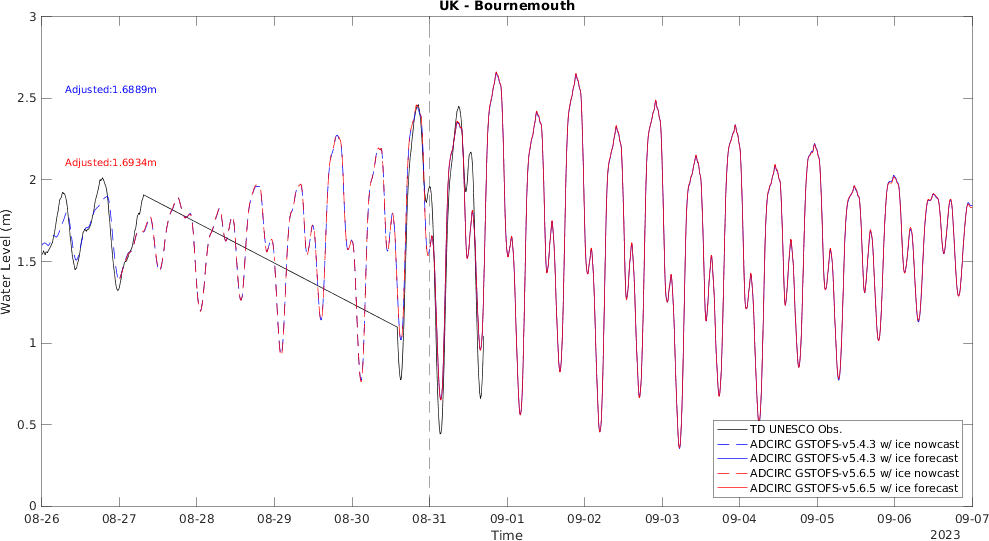 UK - Bournemouth
3
2.5
2
1.5
1
0.5
0
Water Level (m)
Adjusted:1.6889m
Adjusted:1.6934m
TD UNESCO Obs.
ADCIRC GSTOFS-v5.4.3 w/ ice nowcast
ADCIRC GSTOFS-v5.4.3 w/ ice forecast
ADCIRC GSTOFS-v5.6.5 w/ ice nowcast
ADCIRC GSTOFS-v5.6.5 w/ ice forecast
08-26 08-27 08-28 08-29 08-30 08-31 09-01 09-02 09-03 09-04 09-05 09-06 09-07
Time
2023